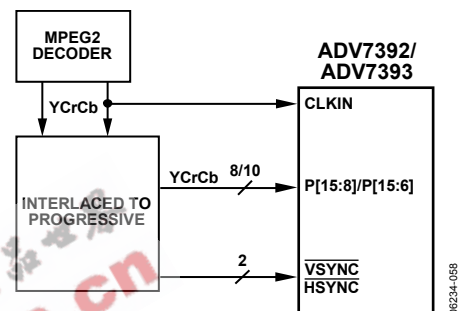 MPEG2
DECODER
ADV7392/
ADV7393
YCrCb
CLKIN
YCrCb 8/10
P[15:8]/P[15:6]
INTERLACED TO
PROGRESSIVE
2
VSYNC
HSYNC
06234-058
cn